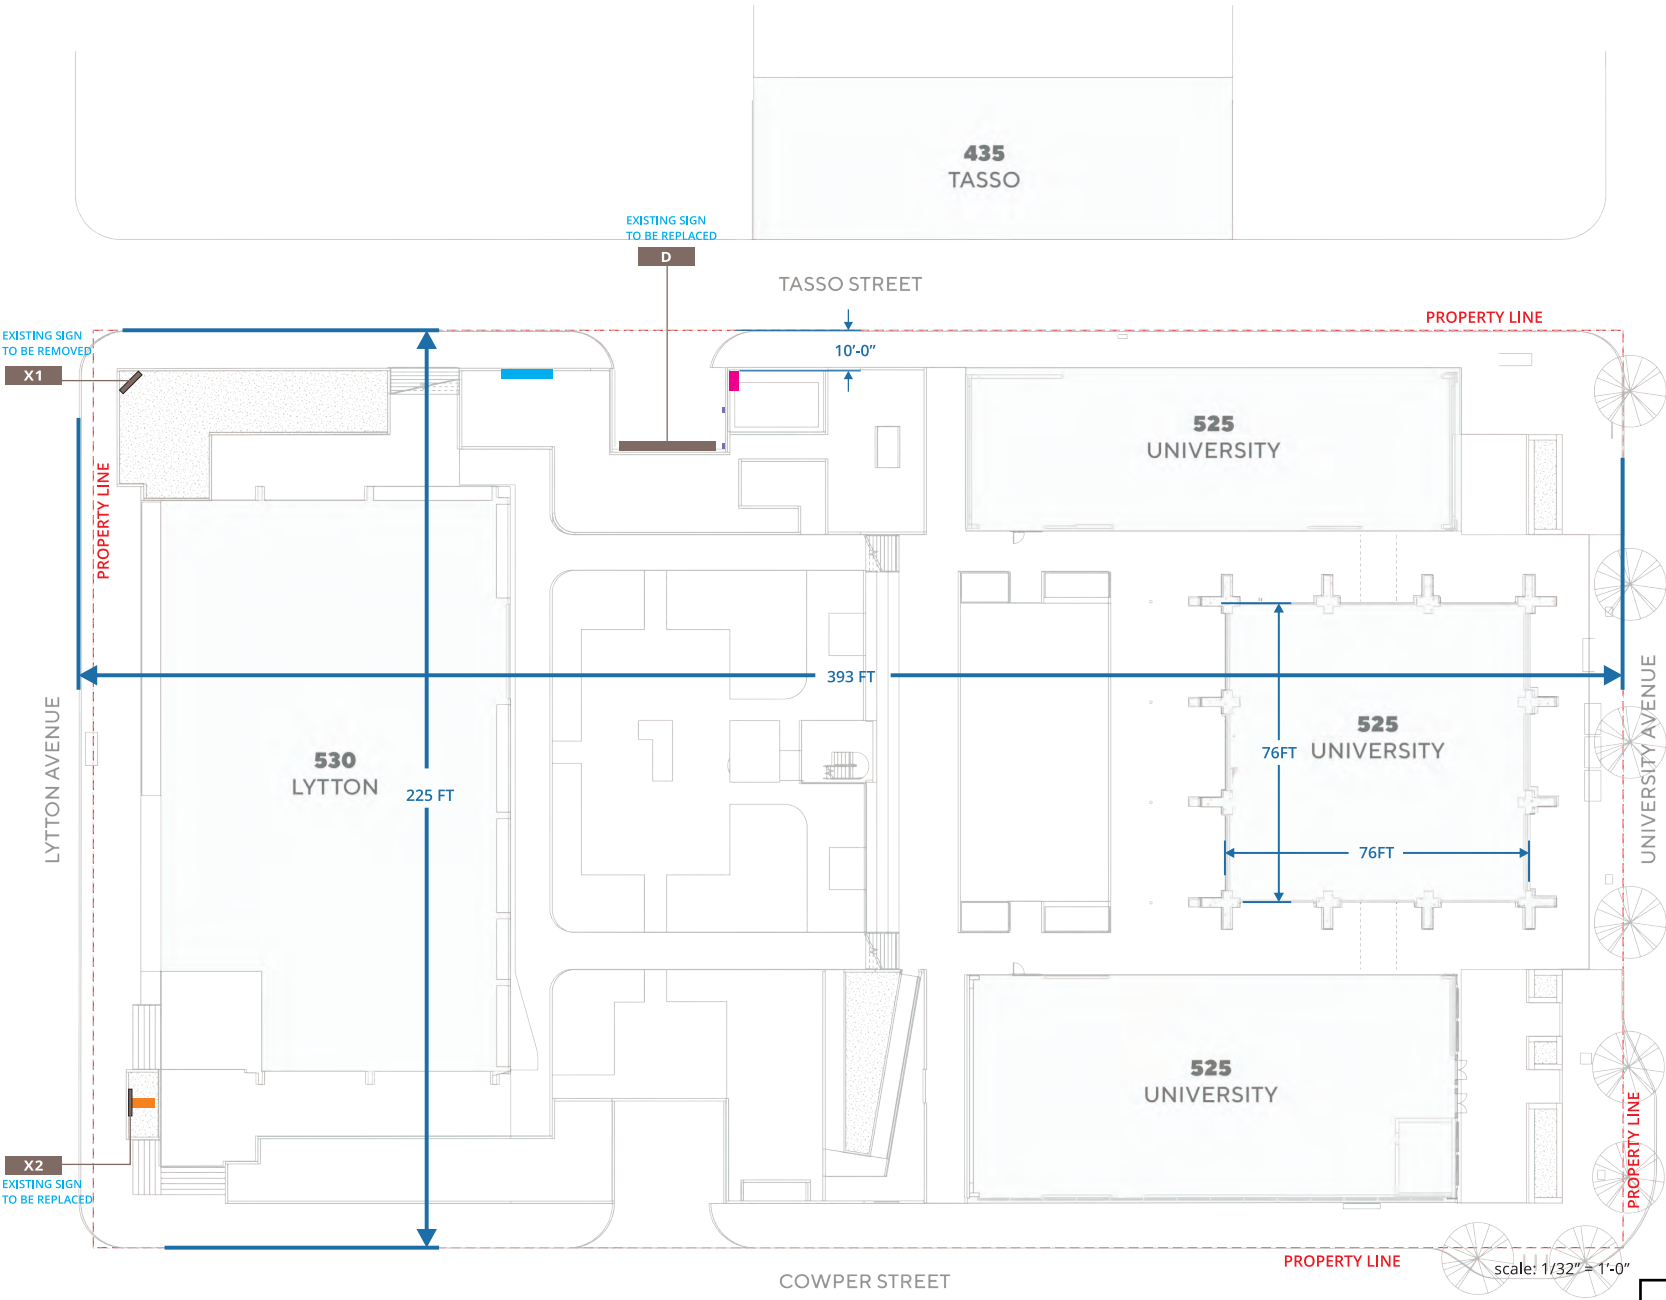 435
TASSO
EXISTING SIGN
TO BE REPLACED
D
TASSO STREET
PROPERTY LINE
EXISTING SIGN
TO BE REMOVED
X1
10'-0"
525
UNIVERSITY
PROPERTY LINE
393 FT
LYTTON AVENUE
530
LYTTON
225 FT
76FT
525
UNIVERSITY
76FT
UNIVERSITY AVENUE
525
UNIVERSITY
PROPERTY LINE
X2
EXISTING SIGN
TO BE REPLACED
PROPERTY LINE
scale: 1/32" = 1'-0"
COWPER STREET